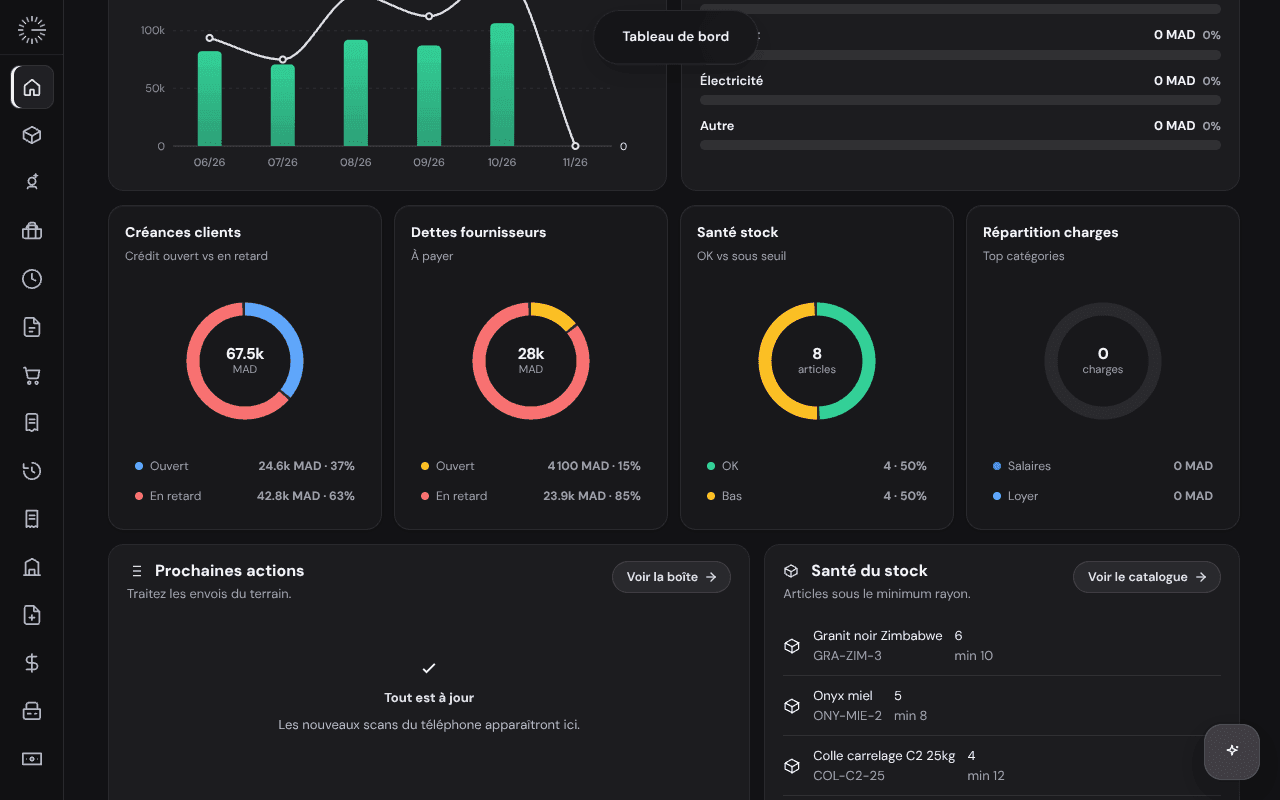 Tableau de bord
100k
50k
0
0
06/26
07/26
08/26
09/26
10/26
11/26
0 MAD 0%
Électricité
0 MAD 0%
Autre
0 MAD 0%
Créances clients
Crédit ouvert vs en retard
67.5k
MAD
Ouvert
24.6k MAD · 37%
En retard
42.8k MAD · 63%
Dettes fournisseurs
À payer
28k
MAD
Ouvert
4 100 MAD · 15%
En retard
23.9k MAD · 85%
Santé stock
OK vs sous seuil
8
articles
OK
4 · 50%
Bas
4 · 50%
Répartition charges
Top catégories
0
charges
Salaires
0 MAD
Loyer
0 MAD
Prochaines actions
Traitez les envois du terrain.
Voir la boîte →
Tout est à jour
Les nouveaux scans du téléphone apparaîtront ici.
Santé du stock
Articles sous le minimum rayon.
Voir le catalogue →
Granit noir Zimbabwe 6
GRA-ZIM-3 min 10
Onyx miel 5
ONY-MIE-2 min 8
Colle carrelage C2 25kg 4
COL-C2-25 min 12